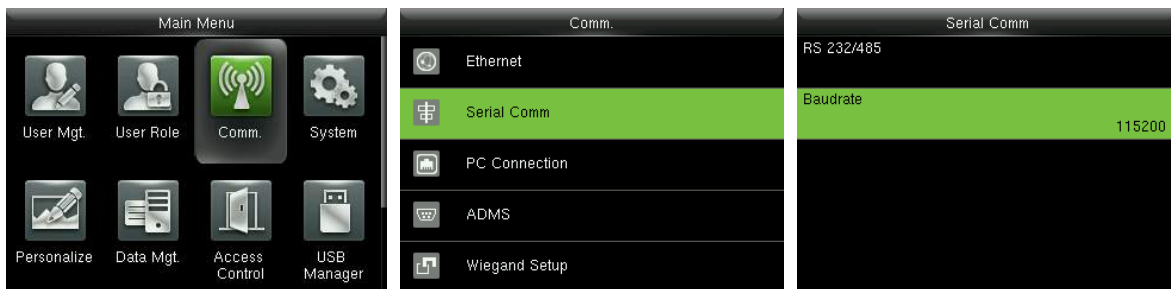 Main Menu
User Mgt.
User Role
Comm.
System
Personalize
Data Mgt.
Access
Control
USB
Manager
Comm.
Ethernet
Serial Comm
PC Connection
ADMS
Wiegand Setup
Serial Comm
RS 232/485
Baudrate
115200